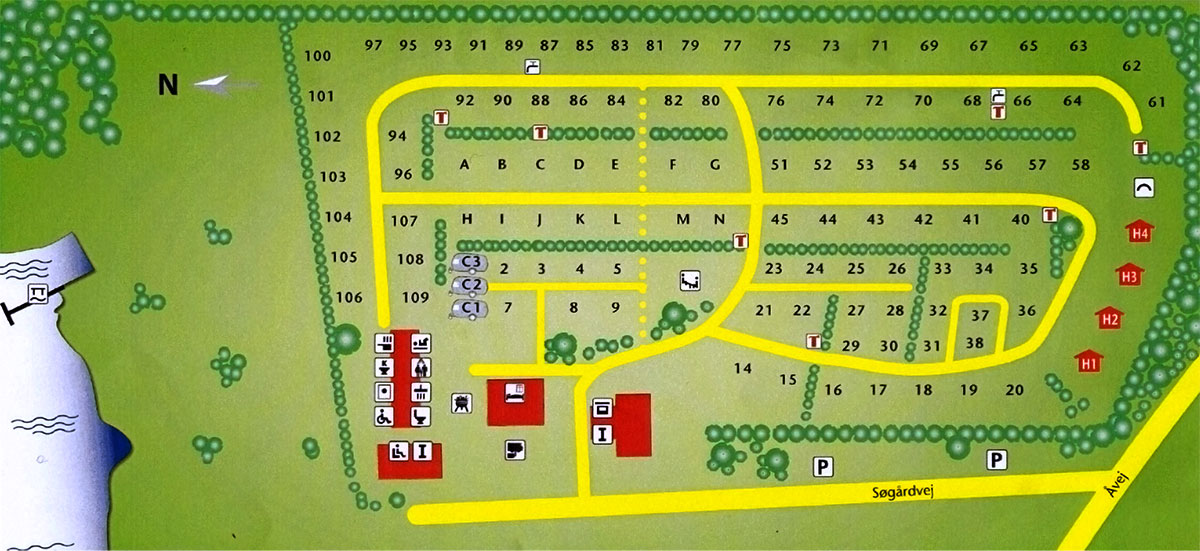 97 95 93 91 89 87 85 83 81 79 77 75 73 71 69 67 65 63
100
62
N
101
92 90 88 86 84 82 80 76 74 72 70 68 66 64 61
T
T
T
102 94
T
103 96 A B C D E F G 51 52 53 54 55 56 57 58
104 107 H I J K L M N 45 44 43 42 41 40
T
H4
T
105 108 C3 2 3 4 5 23 24 25 26 33 34 35
H3
C2
106 109 C1 7 8 9 21 22 27 28 32 37 36
H2
T 29 30 31 38
H1
14 15 16 17 18 19 20
K
I
I
P P
Søgårdvej
Åvej